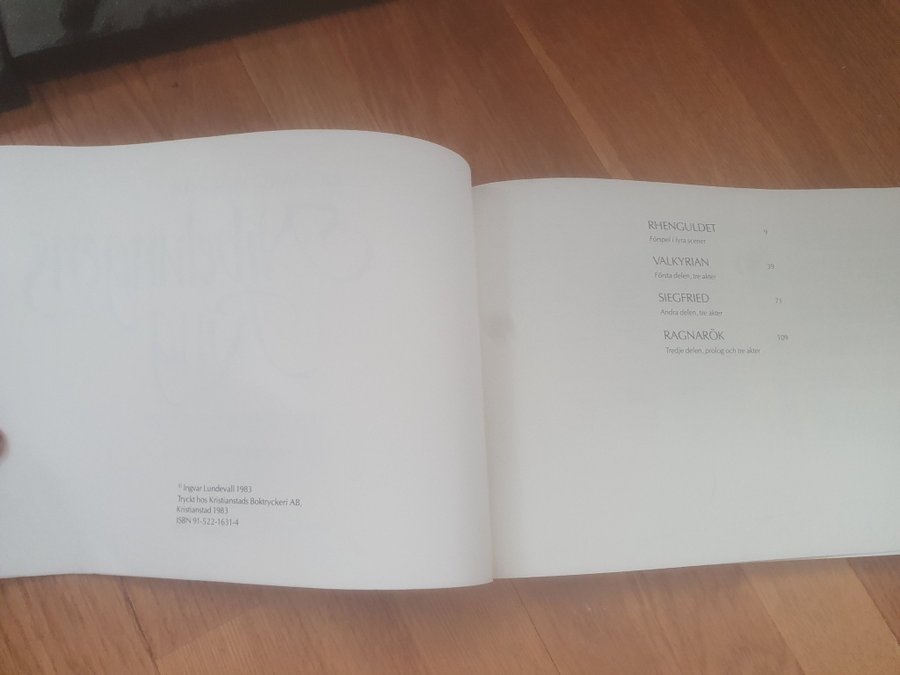 © Ingvar Lundevall 1983
Tryckt hos Kristianstads Boktryckeri AB,
Kristianstad 1983
ISBN 91-522-1631-4
RHENGULDET 9
Förspel i fyra scener
VALKYRIAN 39
Första delen, tre akter
SIEGFRIED 71
Andra delen, tre akter
RAGNARÖK 109
Tredje delen, prolog och tre akter